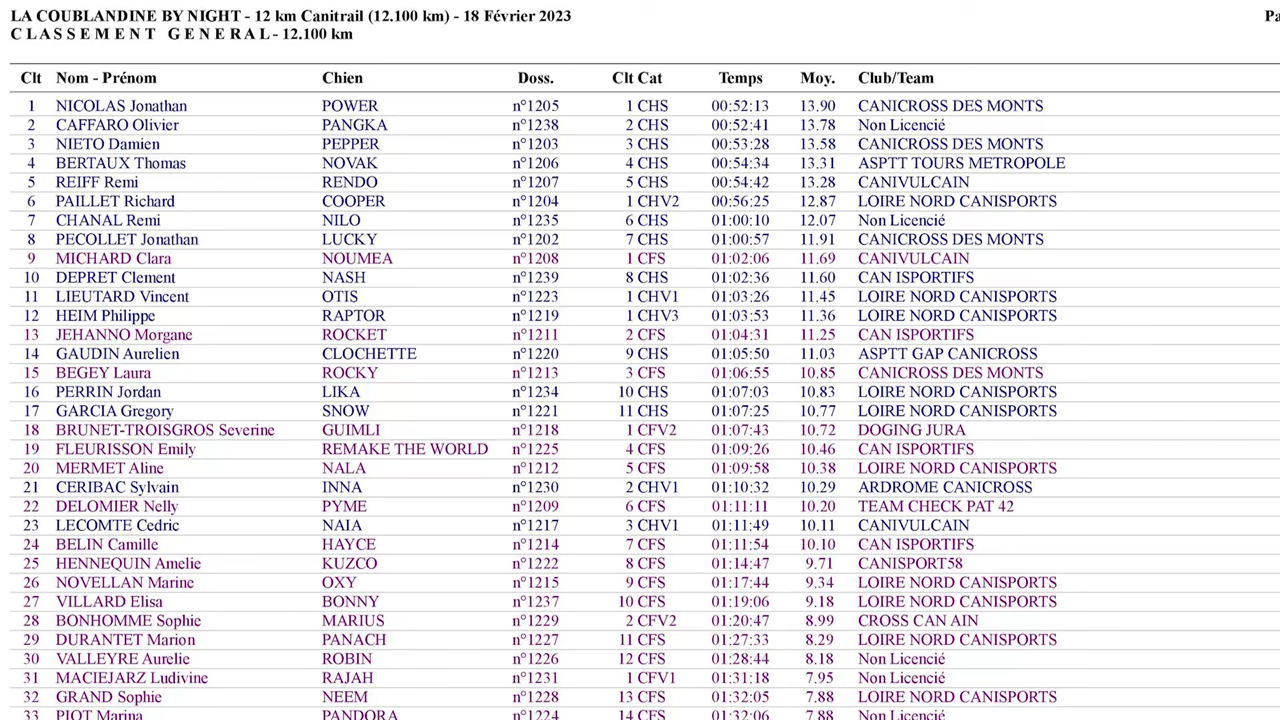 LA COUBLANDINE BY NIGHT - 12 km Canitrail (12.100 km) - 18 Février 2023
Pa
C L A S S E M E N T G E N E R A L - 12.100 km
Clt Nom - Prénom Chien Doss. Clt Cat Temps Moy. Club/Team
1 NICOLAS Jonathan POWER n°1205 1 CHS 00:52:13 13.90 CANICROSS DES MONTS
2 CAFFARO Olivier PANGKA n°1238 2 CHS 00:52:41 13.78 Non Licencié
3 NIETO Damien PEPPER n°1203 3 CHS 00:53:28 13.58 CANICROSS DES MONTS
4 BERTAUX Thomas NOVAK n°1206 4 CHS 00:54:34 13.31 ASPTT TOURS METROPOLE
5 REIFF Remi RENDO n°1207 5 CHS 00:54:42 13.28 CANIVULCAIN
6 PAILLET Richard COOPER n°1204 1 CHV2 00:56:25 12.87 LOIRE NORD CANISPORTS
7 CHANAL Remi NILO n°1235 6 CHS 01:00:10 12.07 Non Licencié
8 PECOLLET Jonathan LUCKY n°1202 7 CHS 01:00:57 11.91 CANICROSS DES MONTS
9 MICHARD Clara NOUMEA n°1208 1 CFS 01:02:06 11.69 CANIVULCAIN
10 DEPRET Clement NASH n°1239 8 CHS 01:02:36 11.60 CAN ISPORTIFS
11 LIEUTARD Vincent OTIS n°1223 1 CHV1 01:03:26 11.45 LOIRE NORD CANISPORTS
12 HEIM Philippe RAPTOR n°1219 1 CHV3 01:03:53 11.36 LOIRE NORD CANISPORTS
13 JEHANNO Morgane ROCKET n°1211 2 CFS 01:04:31 11.25 CAN ISPORTIFS
14 GAUDIN Aurelien CLOCHETTE n°1220 9 CHS 01:05:50 11.03 ASPTT GAP CANICROSS
15 BEGEY Laura ROCKY n°1213 3 CFS 01:06:55 10.85 CANICROSS DES MONTS
16 PERRIN Jordan LIKA n°1234 10 CHS 01:07:03 10.83 LOIRE NORD CANISPORTS
17 GARCIA Gregory SNOW n°1221 11 CHS 01:07:25 10.77 LOIRE NORD CANISPORTS
18 BRUNET-TROISGROS Severine GUIMLI n°1218 1 CFV2 01:07:43 10.72 DOGING JURA
19 FLEURISSON Emily REMAKE THE WORLD n°1225 4 CFS 01:09:26 10.46 CAN ISPORTIFS
20 MERMET Aline NALA n°1212 5 CFS 01:09:58 10.38 LOIRE NORD CANISPORTS
21 CERIBAC Sylvain INNA n°1230 2 CHV1 01:10:32 10.29 ARDROME CANICROSS
22 DELOMIER Nelly PYME n°1209 6 CFS 01:11:11 10.20 TEAM CHECK PAT 42
23 LECOMTE Cedric NAIA n°1217 3 CHV1 01:11:49 10.11 CANIVULCAIN
24 BELIN Camille HAYCE n°1214 7 CFS 01:11:54 10.10 CAN ISPORTIFS
25 HENNEQUIN Amelie KUZCO n°1222 8 CFS 01:14:47 9.71 CANISPORT58
26 NOVELLAN Marine OXY n°1215 9 CFS 01:17:44 9.34 LOIRE NORD CANISPORTS
27 VILLARD Elisa BONNY n°1237 10 CFS 01:19:06 9.18 LOIRE NORD CANISPORTS
28 BONHOMME Sophie MARIUS n°1229 2 CFV2 01:20:47 8.99 CROSS CAN AIN
29 DURANTET Marion PANACH n°1227 11 CFS 01:27:33 8.29 LOIRE NORD CANISPORTS
30 VALLEYRE Aurelie ROBIN n°1226 12 CFS 01:28:44 8.18 Non Licencié
31 MACIEJARZ Ludivine RAJAH n°1231 1 CFV1 01:31:18 7.95 Non Licencié
32 GRAND Sophie NEEM n°1228 13 CFS 01:32:05 7.88 LOIRE NORD CANISPORTS
33 PIOT Marina PANDORA n°1224 14 CFS 01:32:06 7.88 Non Licencié